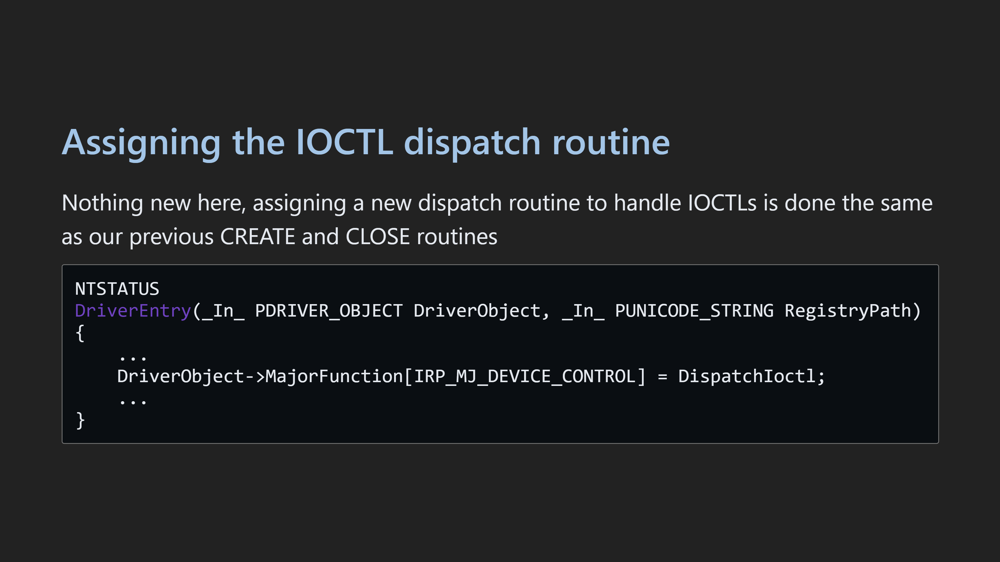 Assigning the IOCTL dispatch routine
Nothing new here, assigning a new dispatch routine to handle IOCTLs is done the same
as our previous CREATE and CLOSE routines
NTSTATUS
DriverEntry(_In_ PDRIVER_OBJECT DriverObject, _In_ PUNICODE_STRING RegistryPath)
{
    ...
    DriverObject->MajorFunction[IRP_MJ_DEVICE_CONTROL] = DispatchIoctl;
    ...
}